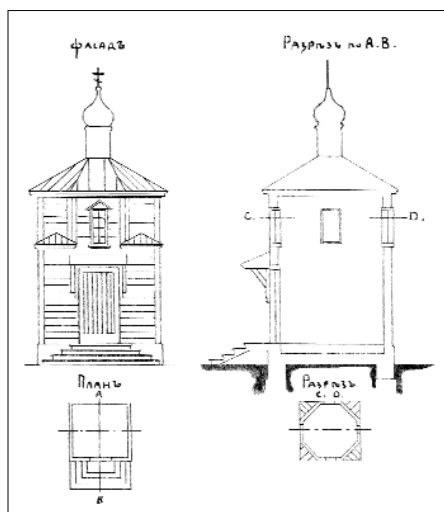 Фасадъ
Разрѣзъ по А.В.
С.
D.
Планъ
А
В
Разрѣзъ
С. D.